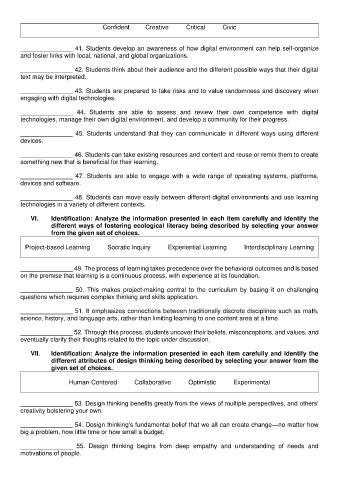 Confident Creative Critical Civic
_______________ 41. Students develop an awareness of how digital environment can help self-organize
and foster links with local, national, and global organizations.
_______________ 42. Students think about their audience and the different possible ways that their digital
text may be interpreted.
_______________ 43. Students are prepared to take risks and to value randomness and discovery when
engaging with digital technologies.
_______________ 44. Students are able to assess and review their own competence with digital
technologies, manage their own digital environment, and develop a community for their progress.
_______________ 45. Students understand that they can communicate in different ways using different
devices.
_______________ 46. Students can take existing resources and content and reuse or remix them to create
something new that is beneficial for their learning.
_______________ 47. Students are able to engage with a wide range of operating systems, platforms,
devices and software.
_______________ 48. Students can move easily between different digital environments and use learning
technologies in a variety of different contexts.
VI. Identification: Analyze the information presented in each item carefully and identify the
different ways of fostering ecological literacy being described by selecting your answer
from the given set of choices.
Project-based Learning Socratic Inquiry Experiential Learning Interdisciplinary Learning
_______________ 49. The process of learning takes precedence over the behavioral outcomes and is based
on the premise that learning is a continuous process, with experience at its foundation.
_______________ 50. This makes project-making central to the curriculum by basing it on challenging
questions which requires complex thinking and skills application.
_______________ 51. It emphasizes connections between traditionally discrete disciplines such as math,
science, history, and language arts, rather than limiting learning to one content area at a time.
_______________ 52. Through this process, students uncover their beliefs, misconceptions, and values, and
eventually clarify their thoughts related to the topic under discussion.
VII. Identification: Analyze the information presented in each item carefully and identify the
different attributes of design thinking being described by selecting your answer from the
given set of choices.
Human-Centered Collaborative Optimistic Experimental
_______________ 53. Design thinking benefits greatly from the views of multiple perspectives, and others'
creativity bolstering your own.
_______________ 54. Design thinking's fundamental belief that we all can create change—no matter how
big a problem, how little time or how small a budget.
_______________ 55. Design thinking begins from deep empathy and understanding of needs and
motivations of people.